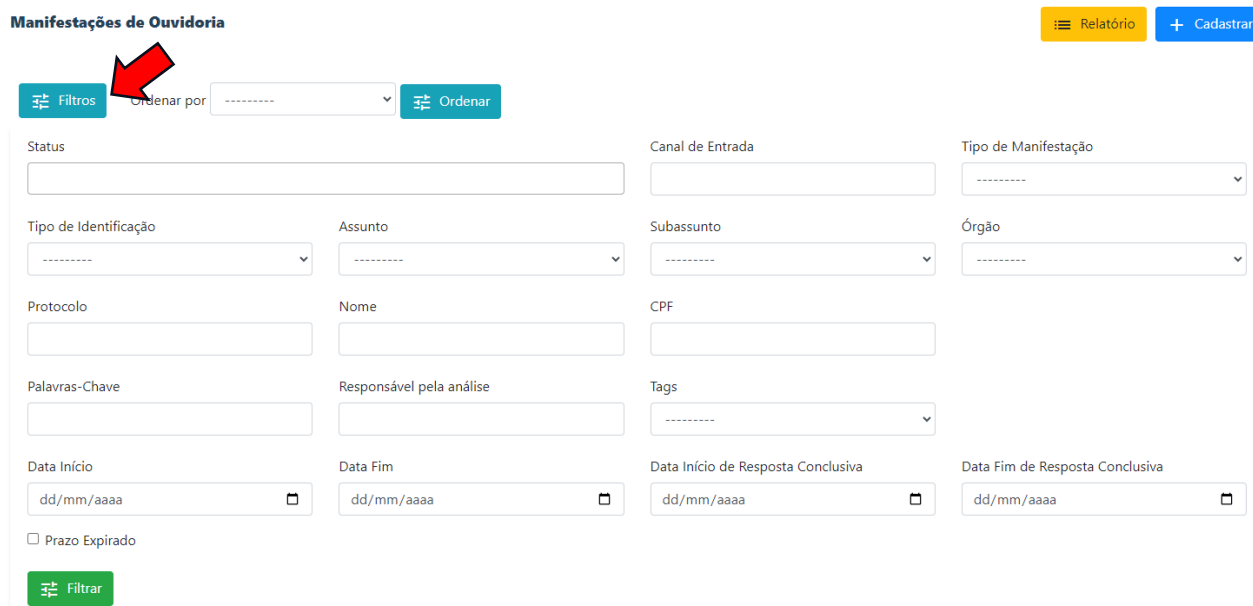 Manifestações de Ouvidoria
Relatório
Cadastrar
Filtros
Ordenar por
---------
Ordenar
Status
Canal de Entrada
Tipo de Manifestação
---------
Tipo de Identificação
Assunto
Subassunto
Órgão
---------
---------
---------
---------
Protocolo
Nome
CPF
Palavras-Chave
Responsável pela análise
Tags
---------
Data Início
Data Fim
Data Início de Resposta Conclusiva
Data Fim de Resposta Conclusiva
dd/mm/aaaa
dd/mm/aaaa
dd/mm/aaaa
dd/mm/aaaa
Prazo Expirado
Filtrar